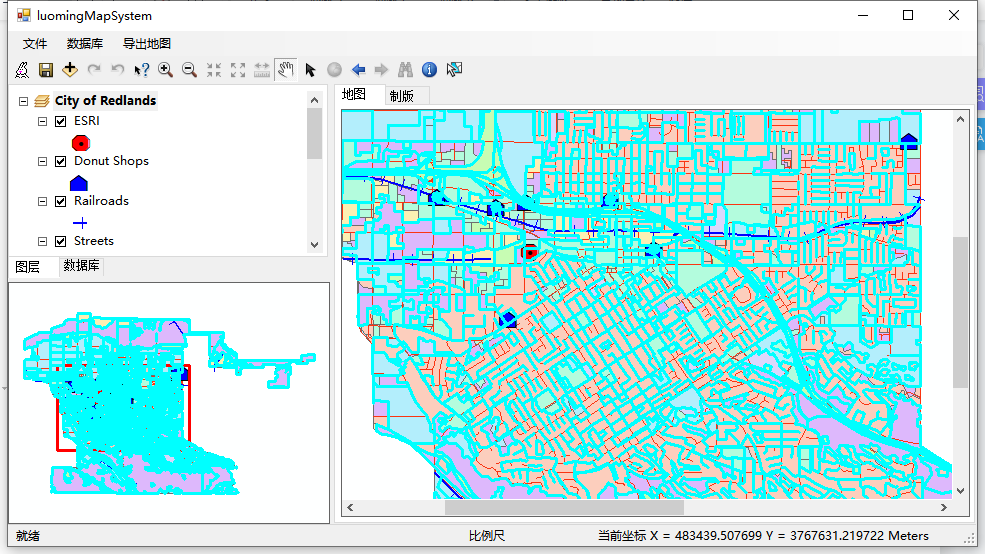 luomingMapSystem
文件 数据库 导出地图
City of Redlands
ESRI
Donut Shops
Railroads
Streets
图层 数据库
地图 制版
就绪 比例尺 当前坐标 X = 483439.507699 Y = 3767631.219722 Meters